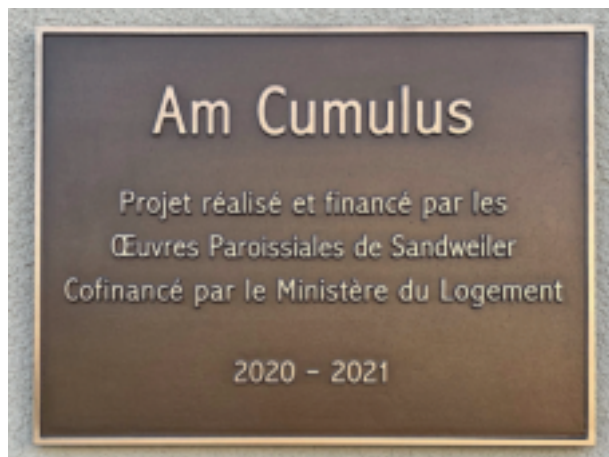 Am Cumulus
Projet réalisé et financé par les
Œuvres Paroissiales de Sandweiler
Cofinancé par le Ministère du Logement
2020 - 2021